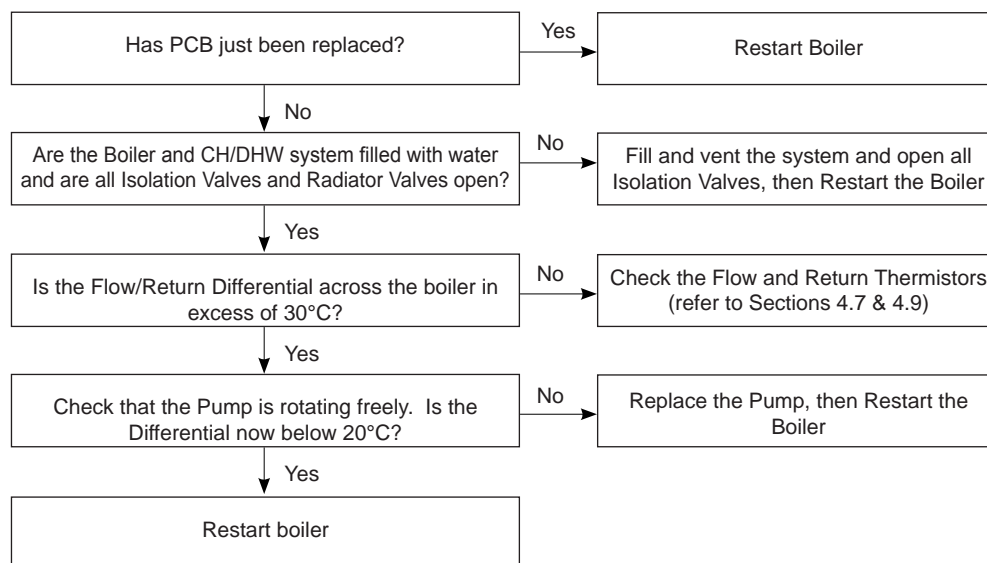 Has PCB just been replaced?
Yes
Restart Boiler
No
Are the Boiler and CH/DHW system filled with water
and are all Isolation Valves and Radiator Valves open?
No
Fill and vent the system and open all
Isolation Valves, then Restart the Boiler
Yes
Is the Flow/Return Differential across the boiler in
excess of 30°C?
No
Check the Flow and Return Thermistors
(refer to Sections 4.7 & 4.9)
Yes
Check that the Pump is rotating freely.  Is the
Differential now below 20°C?
No
Replace the Pump, then Restart the
Boiler
Yes
Restart boiler